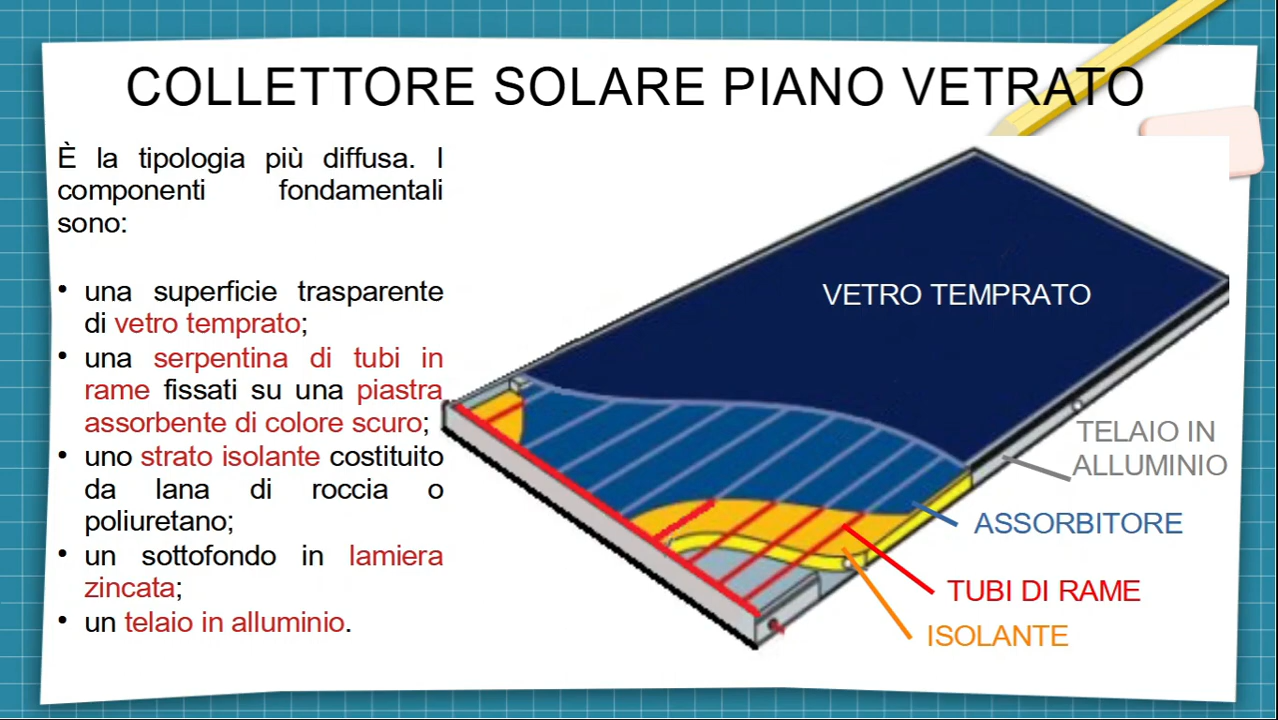 COLLETTORE SOLARE PIANO VETRATO
È la tipologia più diffusa. I
componenti fondamentali
sono:
• una superficie trasparente
di vetro temprato;
• una serpentina di tubi in
rame fissati su una piastra
assorbente di colore scuro;
• uno strato isolante costituito
da lana di roccia o
poliuretano;
• un sottofondo in lamiera
zincata;
• un telaio in alluminio.
VETRO TEMPRATO
TELAIO IN
ALLUMINIO
ASSORBITORE
TUBI DI RAME
ISOLANTE